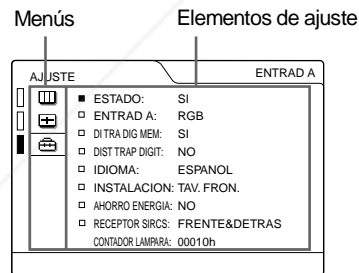 Menús Elementos de ajuste
AJUSTE ENTRAD A
ESTADO: SI
ENTRAD A: RGB
DI TRA DIG MEM: SI
DIST TRAP DIGIT: NO
IDIOMA: ESPANOL
INSTALACION: TAV. FRON.
AHORRO ENERGIA: NO
RECEPTOR SIRCS: FRENTE&DETRAS
CONTADOR LAMPARA: 00010h